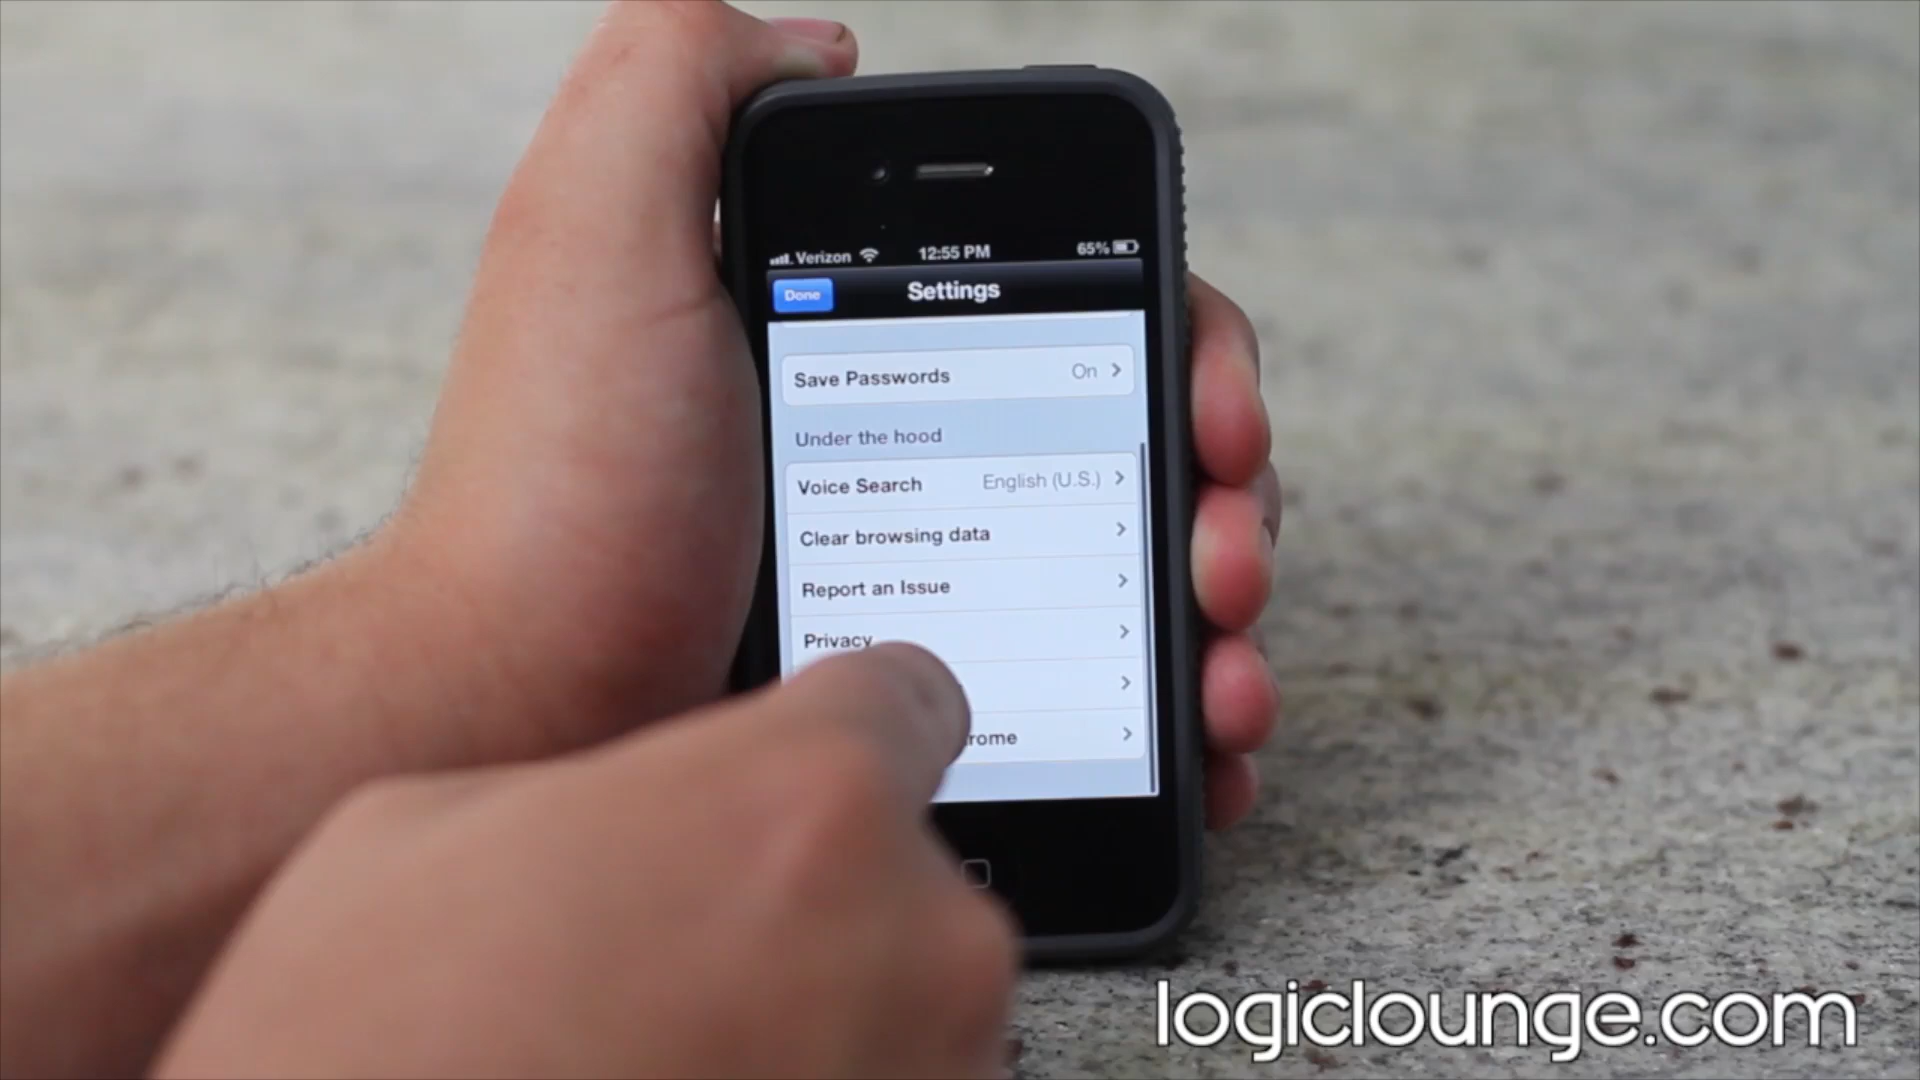 Verizon 12:55 PM 65%
Done Settings
Save Passwords On
Under the hood
Voice Search English (U.S.)
Clear browsing data
Report an Issue
Privacy
rome
logiclounge.com